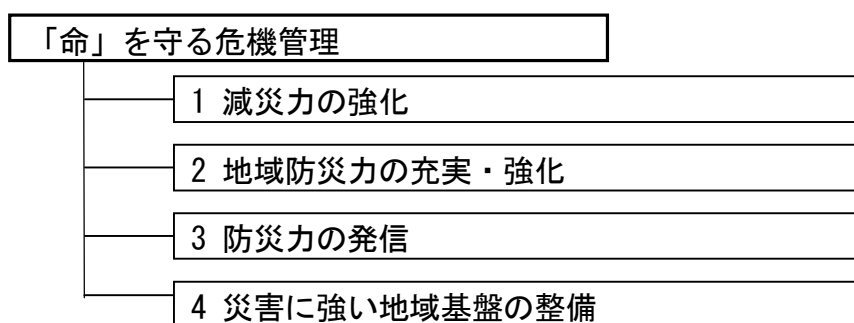 「命」を守る危機管理
1 減災力の強化
2 地域防災力の充実・強化
3 防災力の発信
4 災害に強い地域基盤の整備